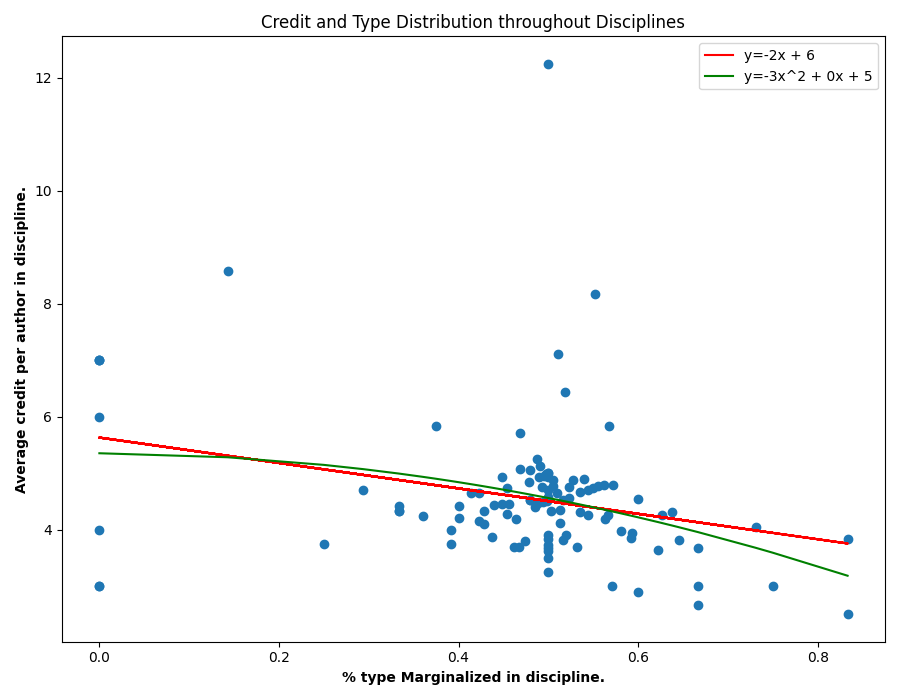 Credit and Type Distribution throughout Disciplines
y=-2x + 6
y=-3x^2 + 0x + 5
12
10
8
6
4
Average credit per author in discipline.
0.0 0.2 0.4 0.6 0.8
% type Marginalized in discipline.